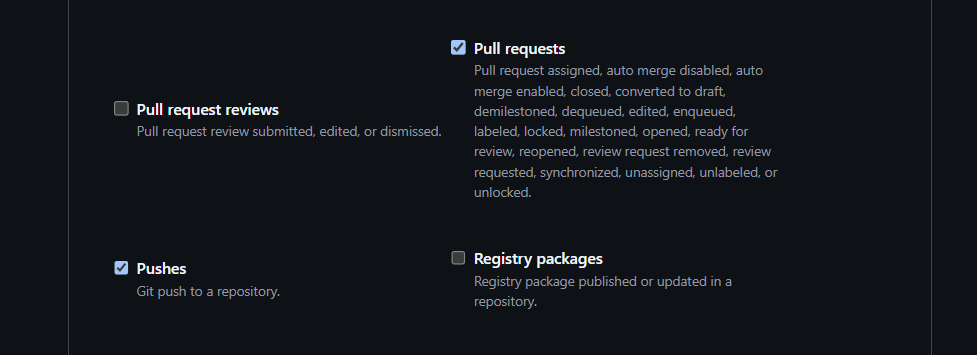 Pull requests
Pull request assigned, auto merge disabled, auto
merge enabled, closed, converted to draft,
demilestoned, dequeued, edited, enqueued,
labeled, locked, milestoned, opened, ready for
review, reopened, review request removed, review
requested, synchronized, unassigned, unlabeled, or
unlocked.
Pull request reviews
Pull request review submitted, edited, or dismissed.
Pushes
Git push to a repository.
Registry packages
Registry package published or updated in a
repository.